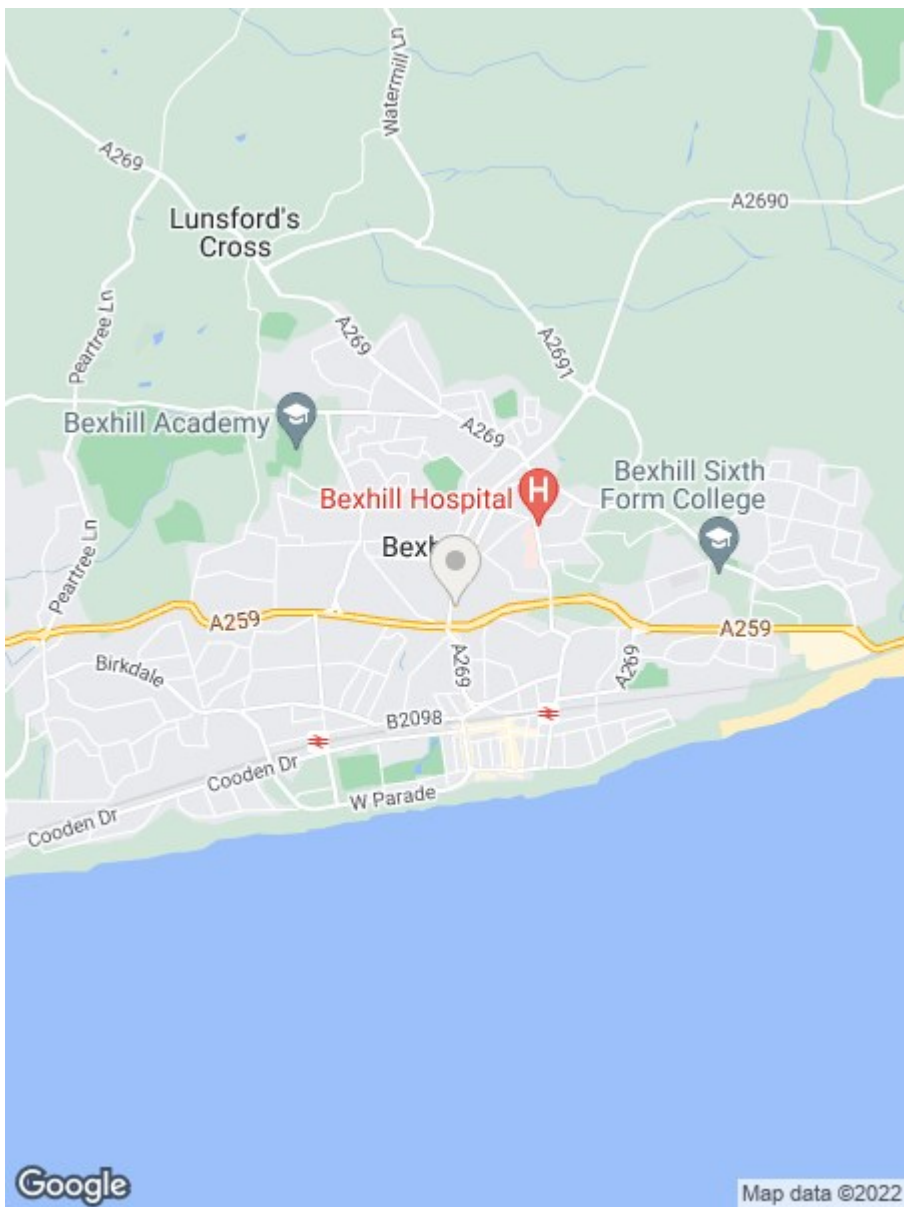 Watermill Ln
A269
A2690
Lunsford's
Cross
Peartree Ln
A269
A2691
Bexhill Academy
A269
Bexhill Sixth
Form College
Bexhill Hospital
H
Peartree Ln
A259
A259
Birkdale
A269
A269
B2098
Cooden Dr
W Parade
Cooden Dr
Google
Map data ©2022